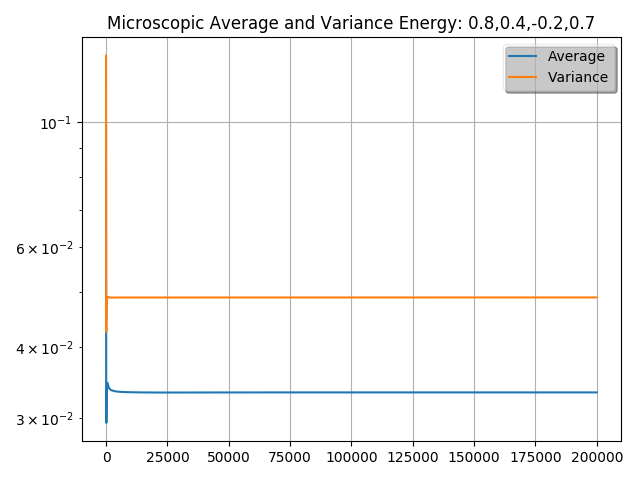 Microscopic Average and Variance Energy: 0.8,0.4,-0.2,0.7
Average
Variance
10⁻¹
6 × 10⁻²
4 × 10⁻²
3 × 10⁻²
0 25000 50000 75000 100000 125000 150000 175000 200000